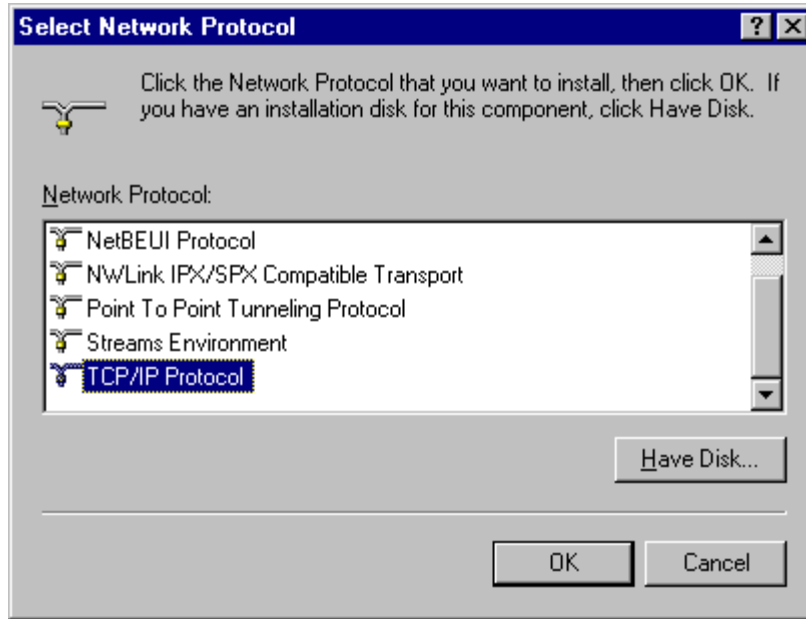 Select Network Protocol
Click the Network Protocol that you want to install, then click OK.  If
you have an installation disk for this component, click Have Disk.
Network Protocol:
NetBEUI Protocol
NWLink IPX/SPX Compatible Transport
Point To Point Tunneling Protocol
Streams Environment
TCP/IP Protocol
Have Disk...
OK
Cancel